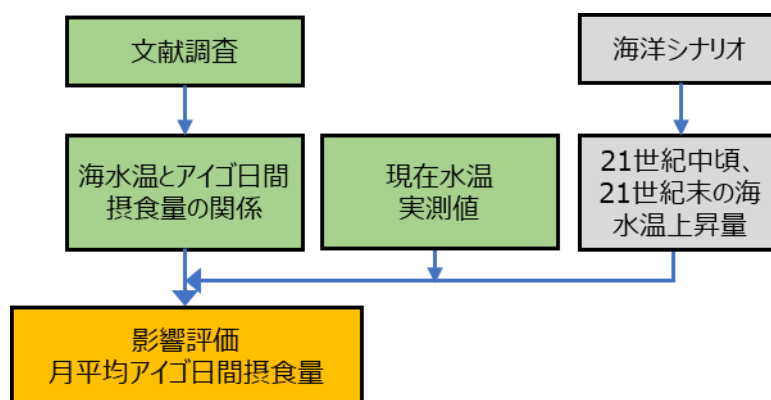 文献調査
海洋シナリオ
海水温とアイゴ日間
摂食量の関係
現在水温
実測値
21世紀中頃、
21世紀末の海
水温上昇量
影響評価
月平均アイゴ日間摂食量